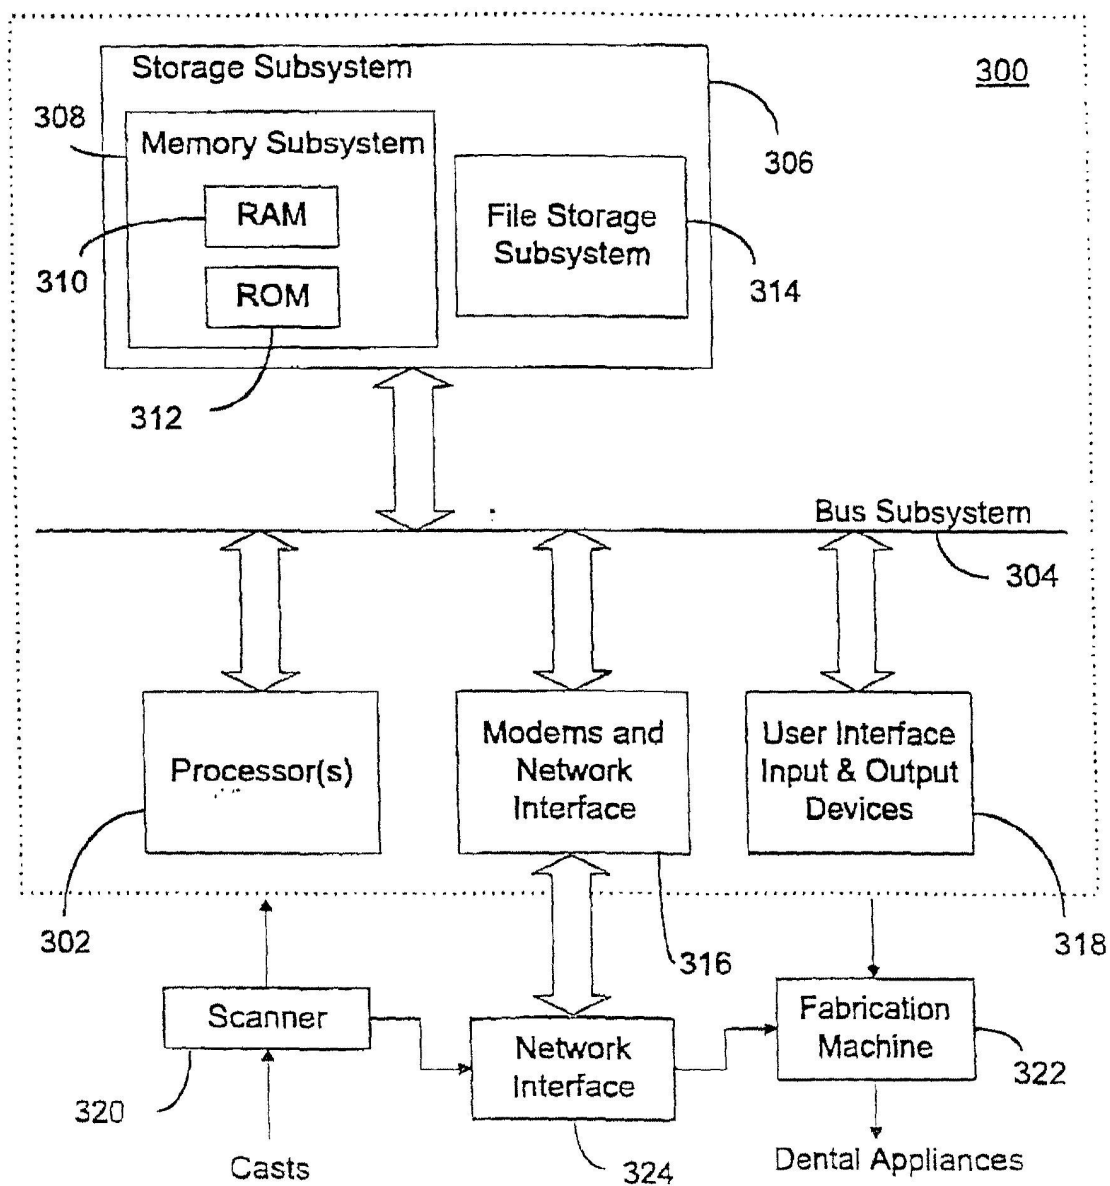 Storage Subsystem
300
308
Memory Subsystem
306
RAM
File Storage
Subsystem
310
ROM
314
312
Bus Subsystem
304
Processor(s)
Modems and
Network
Interface
User Interface
Input & Output
Devices
302
316
318
Scanner
Network
Interface
Fabrication
Machine
320
322
Casts
324
Dental Appliances